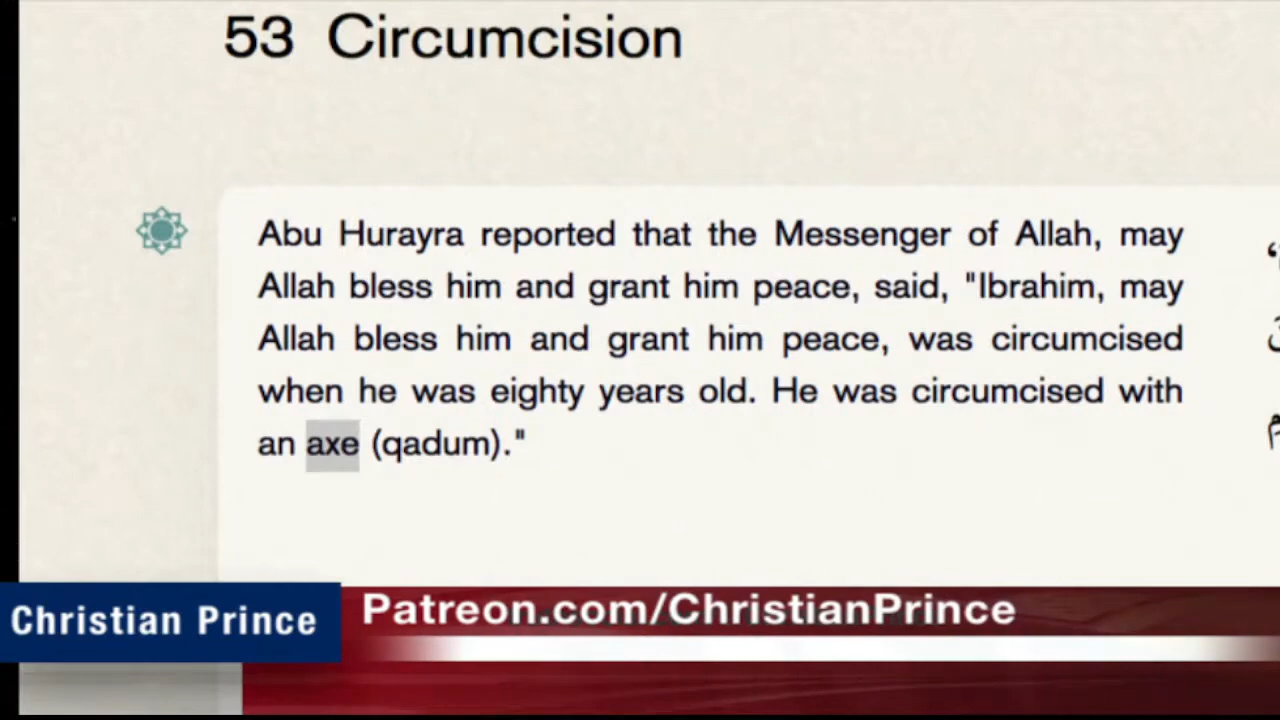 53 Circumcision
Abu Hurayra reported that the Messenger of Allah, may
Allah bless him and grant him peace, said, "Ibrahim, may
Allah bless him and grant him peace, was circumcised
when he was eighty years old. He was circumcised with
an axe (qadum)."
Christian Prince
Patreon.com/ChristianPrince